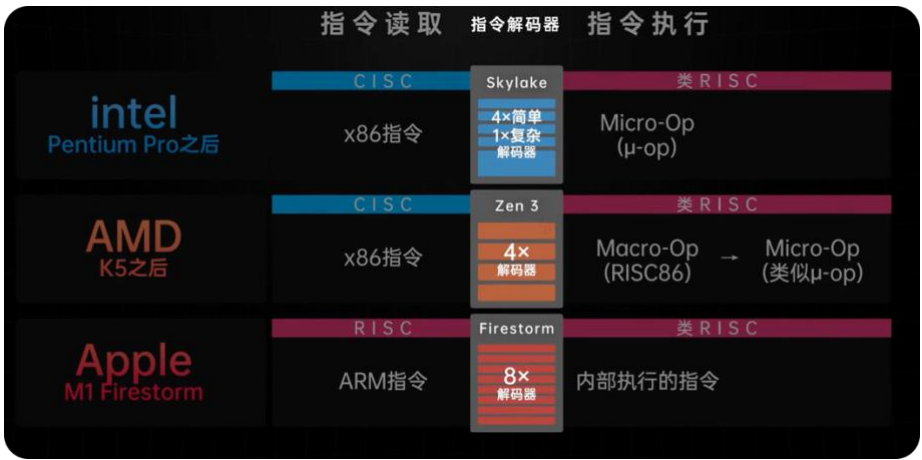 指令读取 指令解码器 指令执行
CISC Skylake 类RISC
intel
Pentium Pro之后
x86指令
4×简单
1×复杂
解码器
Micro-Op
(μ-op)
CISC Zen 3 类RISC
AMD
K5之后
x86指令
4×
解码器
Macro-Op → Micro-Op
(RISC86) (类似μ-op)
RISC Firestorm 类RISC
Apple
M1 Firestorm
ARM指令
8×
解码器
内部执行的指令